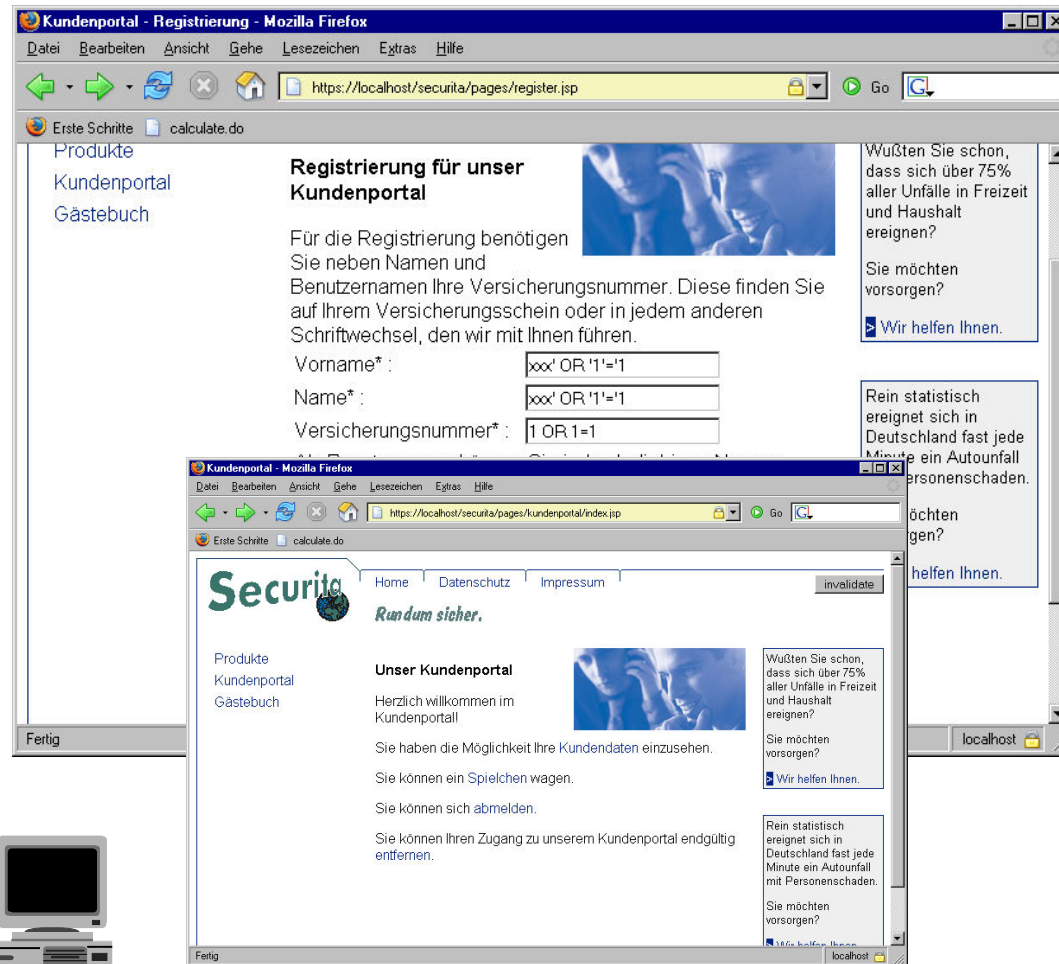 Kundenportal - Registrierung - Mozilla Firefox
Datei Bearbeiten Ansicht Gehe Lesezeichen Extras Hilfe
https://localhost/securita/pages/register.jsp Go G
Erste Schritte calculate.do
Produkte
Kundenportal
Gästebuch
Registrierung für unser
Kundenportal
Für die Registrierung benötigen
Sie neben Namen und
Benutzernamen Ihre Versicherungsnummer. Diese finden Sie
auf Ihrem Versicherungsschein oder in jedem anderen
Schriftwechsel, den wir mit Ihnen führen.
Vorname* : xxx' OR '1'='1
Name* : xxx' OR '1'='1
Versicherungsnummer* : 1 OR 1=1
Wußten Sie schon,
dass sich über 75%
aller Unfälle in Freizeit
und Haushalt
ereignen?
Sie möchten
vorsorgen?
> Wir helfen Ihnen.
Rein statistisch
ereignet sich in
Deutschland fast jede
Minute ein Autounfall
ersonenschaden.
öchten
gen?
helfen Ihnen.
Fertig
localhost
Kundenportal - Mozilla Firefox
Datei Bearbeiten Ansicht Gehe Lesezeichen Extras Hilfe
https://localhost/securita/pages/kundenportal/index.jsp Go G
Erste Schritte calculate.do
Securita
Home Datenschutz Impressum
invalidate
Rundum sicher.
Produkte
Kundenportal
Gästebuch
Unser Kundenportal
Herzlich willkommen im
Kundenportal!
Sie haben die Möglichkeit Ihre Kundendaten einzusehen.
Sie können ein Spielchen wagen.
Sie können sich abmelden.
Sie können Ihren Zugang zu unserem Kundenportal endgültig
entfernen.
Wußten Sie schon,
dass sich über 75%
aller Unfälle in Freizeit
und Haushalt
ereignen?
Sie möchten
vorsorgen?
> Wir helfen Ihnen.
Rein statistisch
ereignet sich in
Deutschland fast jede
Minute ein Autounfall
mit Personenschaden.
Sie möchten
vorsorgen?
Fertig
localhost